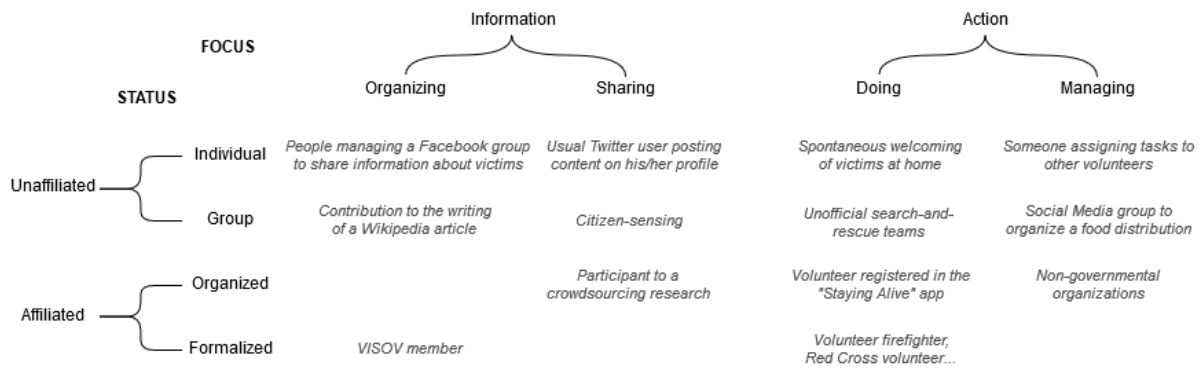 Information Action
FOCUS
Organizing Sharing Doing Managing
STATUS
Individual People managing a Facebook group Usual Twitter user posting Spontaneous welcoming Someone assigning tasks to
to share information about victims content on his/her profile of victims at home other volunteers
Unaffiliated
Group Contribution to the writing Citizen-sensing Unofficial search-and- Social Media group to
of a Wikipedia article rescue teams organize a food distribution
Organized Participant to a Volunteer registered in the Non-governmental
crowdsourcing research "Staying Alive" app organizations
Affiliated
Formalized VISOV member Volunteer firefighter,
Red Cross volunteer...